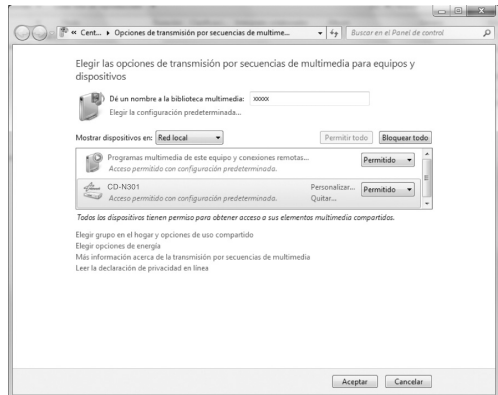 « Cent... ▸ Opciones de transmisión por secuencias de multime...
Buscar en el Panel de control
Elegir las opciones de transmisión por secuencias de multimedia para equipos y
dispositivos
Dé un nombre a la biblioteca multimedia: xxxxx
Elegir la configuración predeterminada...
Mostrar dispositivos en: Red local Permitir todo Bloquear todo
Programas multimedia de este equipo y conexiones remotas... Permitido
Acceso permitido con configuración predeterminada.
CD-N301 Personalizar... Permitido
Acceso permitido con configuración predeterminada. Quitar...
Todos los dispositivos tienen permiso para obtener acceso a sus elementos multimedia compartidos.
Elegir grupo en el hogar y opciones de uso compartido
Elegir opciones de energía
Más información acerca de la transmisión por secuencias de multimedia
Leer la declaración de privacidad en línea
Aceptar Cancelar